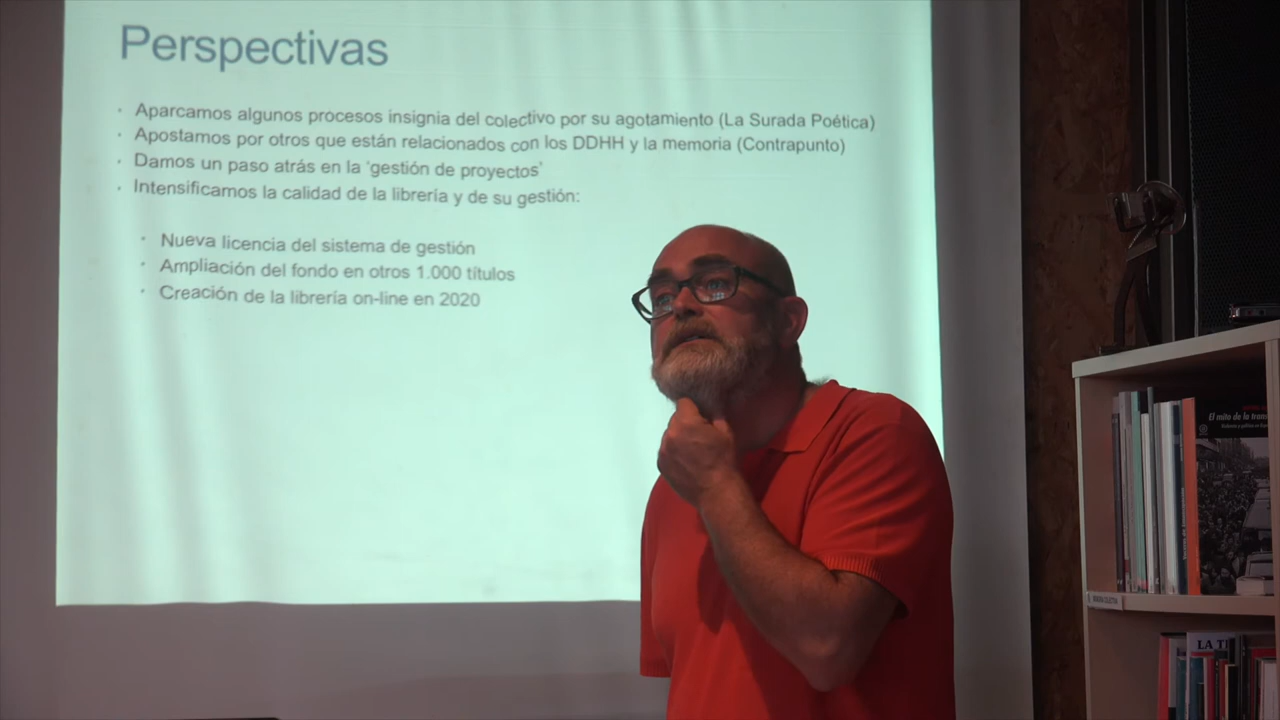 Perspectivas
· Aparcamos algunos procesos insignia del colectivo por su agotamiento (La Surada Poética)
· Apostamos por otros que están relacionados con los DDHH y la memoria (Contrapunto)
· Damos un paso atrás en la 'gestión de proyectos'
· Intensificamos la calidad de la librería y de su gestión:
· Nueva licencia del sistema de gestión
· Ampliación del fondo en otros 1.000 títulos
· Creación de la librería on-line en 2020
El mito de la
LA